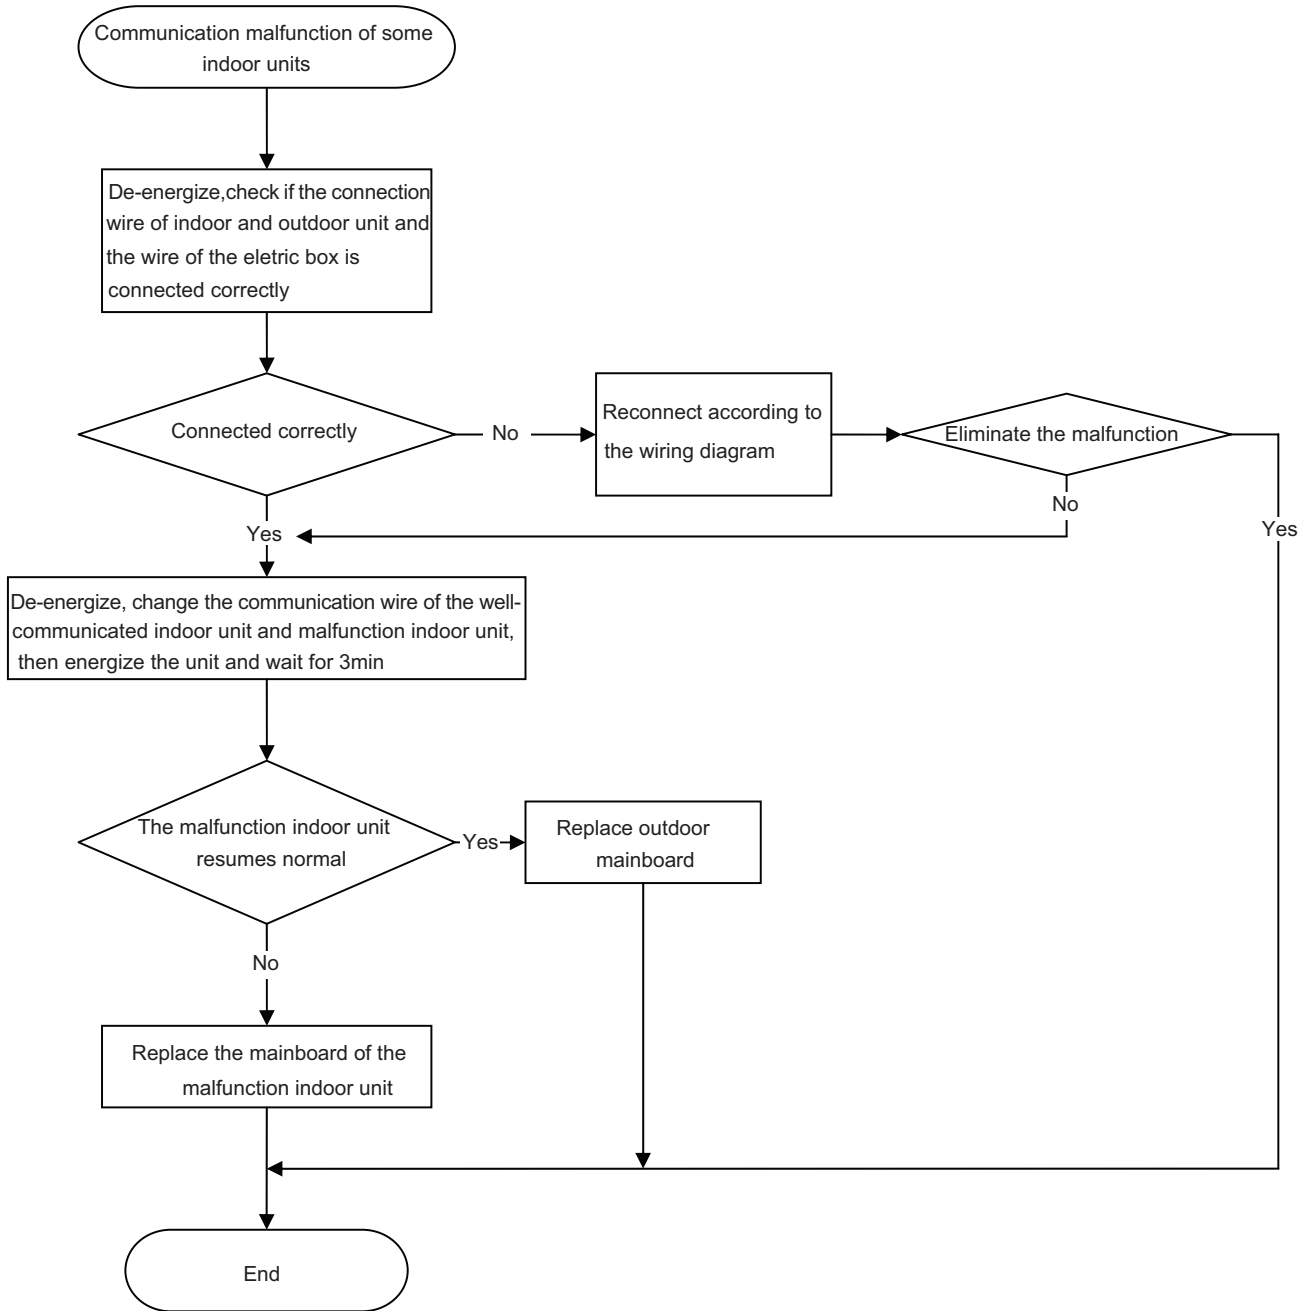 Communication malfunction of some
indoor units
De-energize,check if the connection
wire of indoor and outdoor unit and
the wire of the eletric box is
connected correctly
Connected correctly
No
Reconnect according to
the wiring diagram
Eliminate the malfunction
No
Yes
Yes
De-energize, change the communication wire of the well-
communicated indoor unit and malfunction indoor unit,
then energize the unit and wait for 3min
The malfunction indoor unit
resumes normal
Yes
Replace outdoor
mainboard
No
Replace the mainboard of the
malfunction indoor unit
End